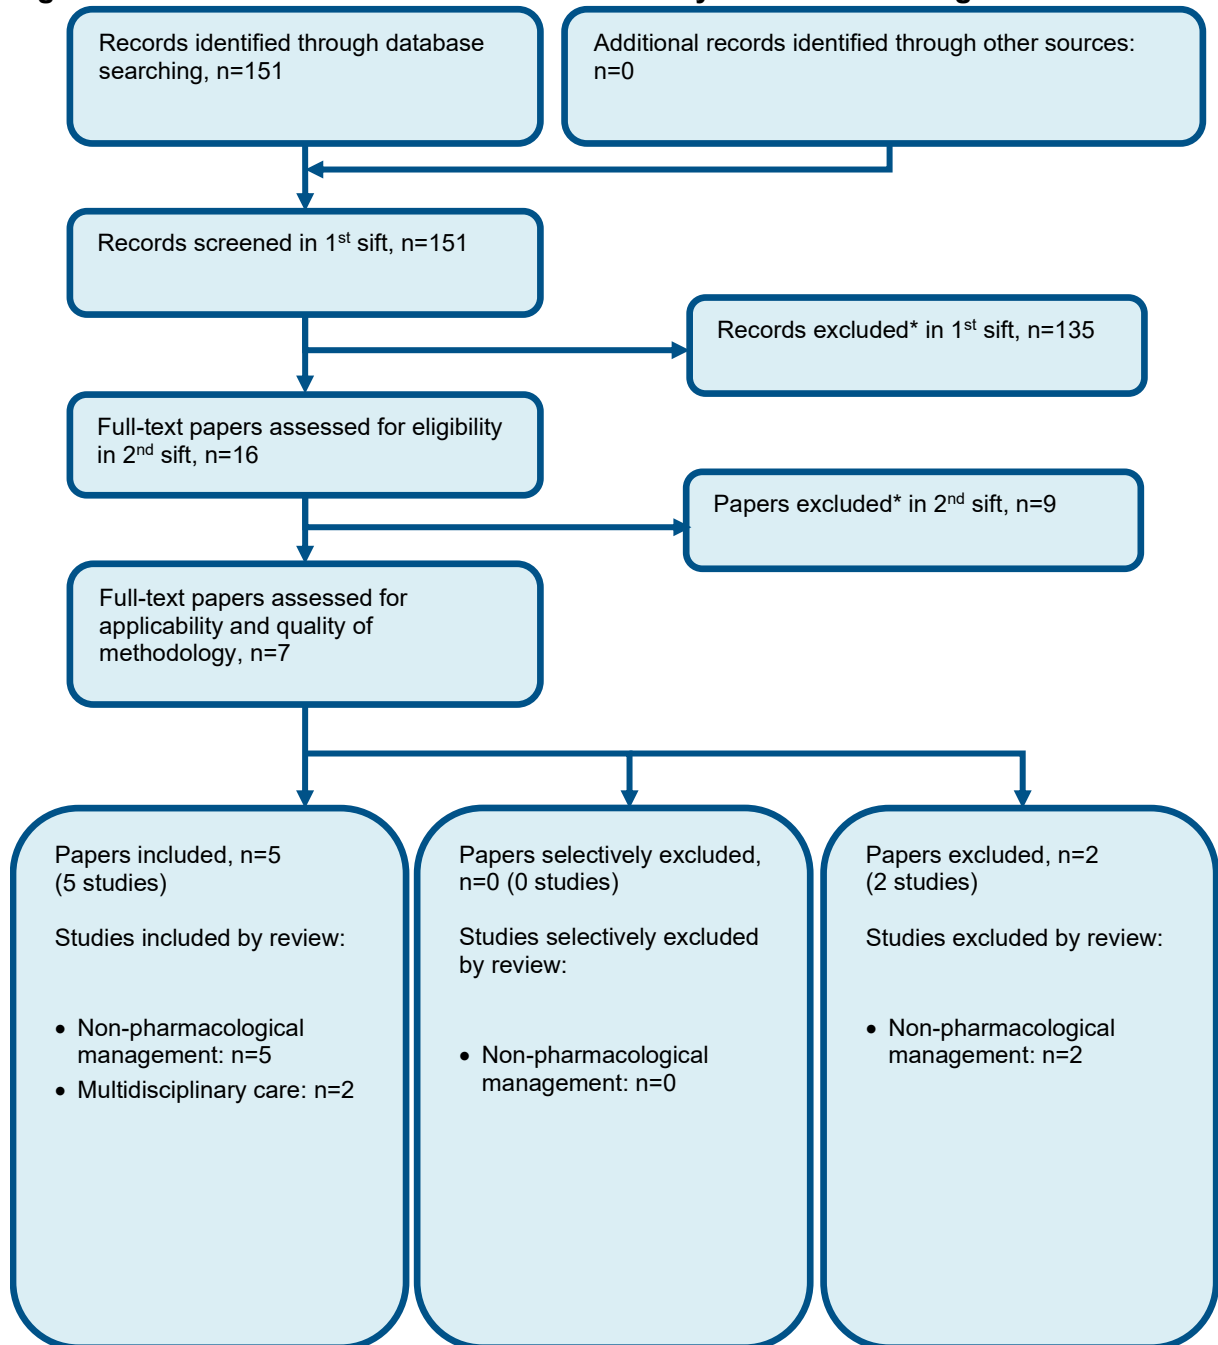 Records identified through database
searching, n=151
Additional records identified through other sources:
n=0
Records screened in 1st sift, n=151
Records excluded* in 1st sift, n=135
Full-text papers assessed for eligibility
in 2nd sift, n=16
Papers excluded* in 2nd sift, n=9
Full-text papers assessed for
applicability and quality of
methodology, n=7
Papers included, n=5
(5 studies)
Studies included by review:
• Non-pharmacological
management: n=5
• Multidisciplinary care: n=2
Papers selectively excluded,
n=0 (0 studies)
Studies selectively excluded
by review:
• Non-pharmacological
management: n=0
Papers excluded, n=2
(2 studies)
Studies excluded by review:
• Non-pharmacological
management: n=2